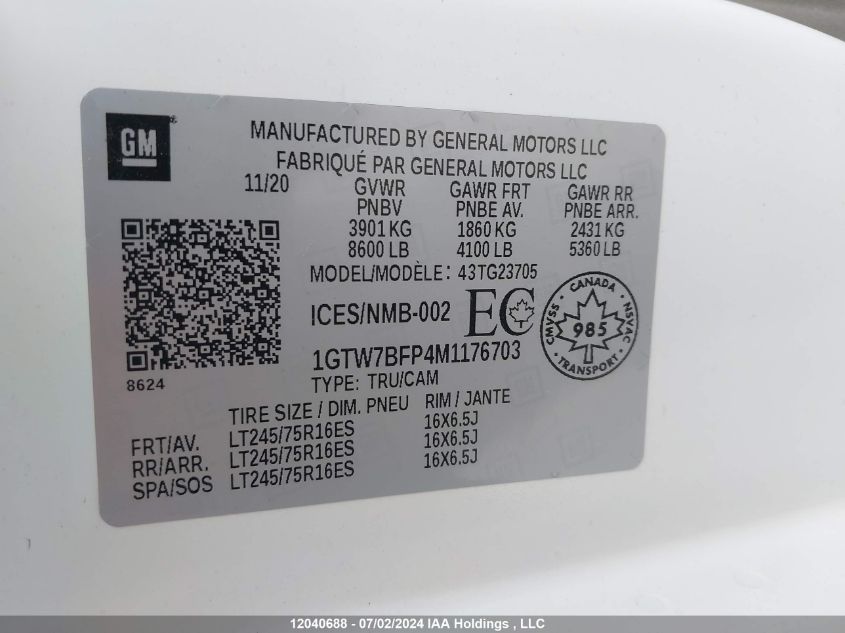 GM
MANUFACTURED BY GENERAL MOTORS LLC
FABRIQUÉ PAR GENERAL MOTORS LLC
11/20 GVWR GAWR FRT GAWR RR
PNBV PNBE AV. PNBE ARR.
3901 KG 1860 KG 2431 KG
8600 LB 4100 LB 5360 LB
MODEL/MODÈLE: 43TG23705
ICES/NMB-002 EC
CANADA
CMVSS 985 NSVAC
1GTW7BFP4M1176703
8624 TYPE: TRU/CAM
TIRE SIZE / DIM. PNEU RIM / JANTE
FRT/AV. LT245/75R16ES 16X6.5J
RR/ARR. LT245/75R16ES 16X6.5J
SPA/SOS LT245/75R16ES 16X6.5J
12040688 - 07/02/2024 IAA Holdings , LLC